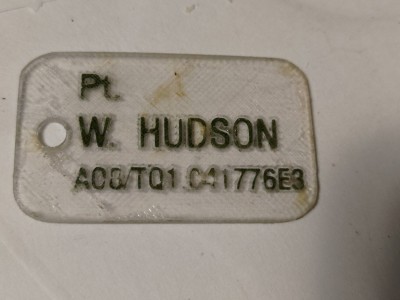 Pt.
W. HUDSON
A08/TQ1.041776E3